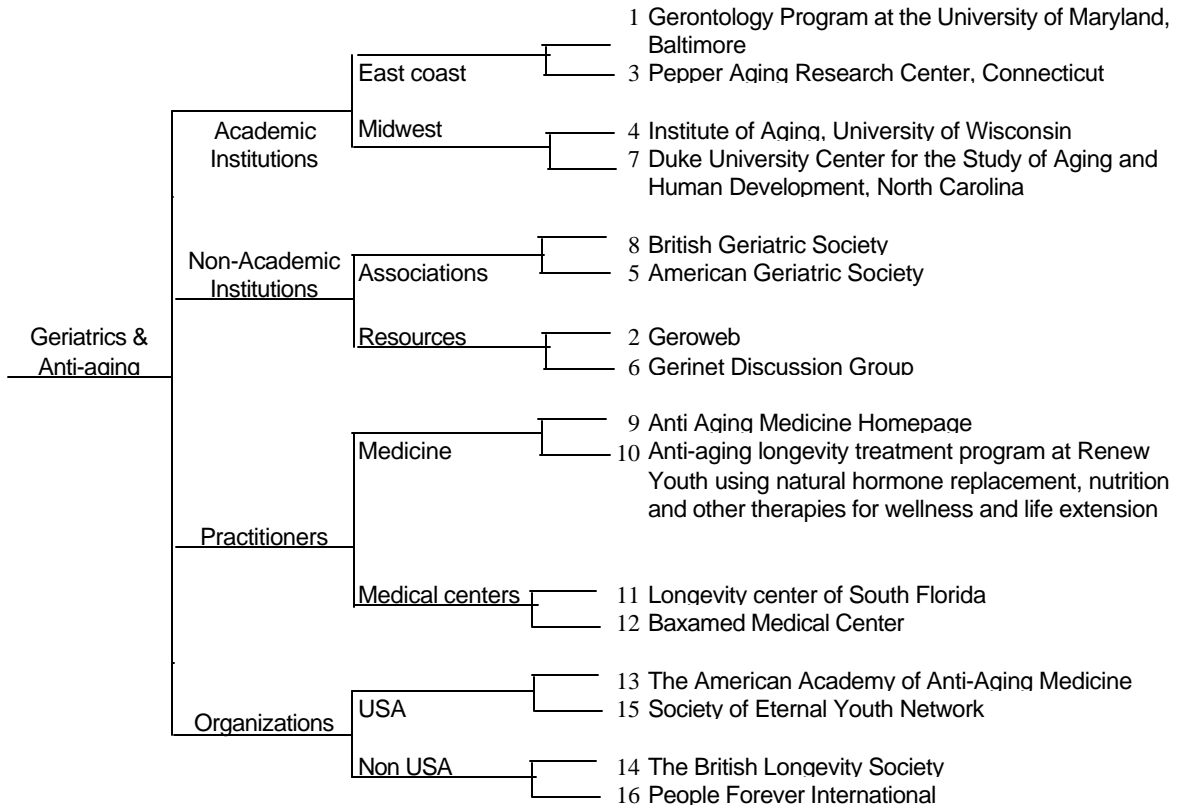 1 Gerontology Program at the University of Maryland,
Baltimore
East coast
3 Pepper Aging Research Center, Connecticut
Academic
Institutions
Midwest
4 Institute of Aging, University of Wisconsin
7 Duke University Center for the Study of Aging and
Human Development, North Carolina
Non-Academic
Institutions
Associations
8 British Geriatric Society
5 American Geriatric Society
Geriatrics &
Anti-aging
Resources
2 Geroweb
6 Gerinet Discussion Group
9 Anti Aging Medicine Homepage
Medicine
10 Anti-aging longevity treatment program at Renew
Youth using natural hormone replacement, nutrition
and other therapies for wellness and life extension
Practitioners
Medical centers
11 Longevity center of South Florida
12 Baxamed Medical Center
13 The American Academy of Anti-Aging Medicine
Organizations
USA
15 Society of Eternal Youth Network
Non USA
14 The British Longevity Society
16 People Forever International